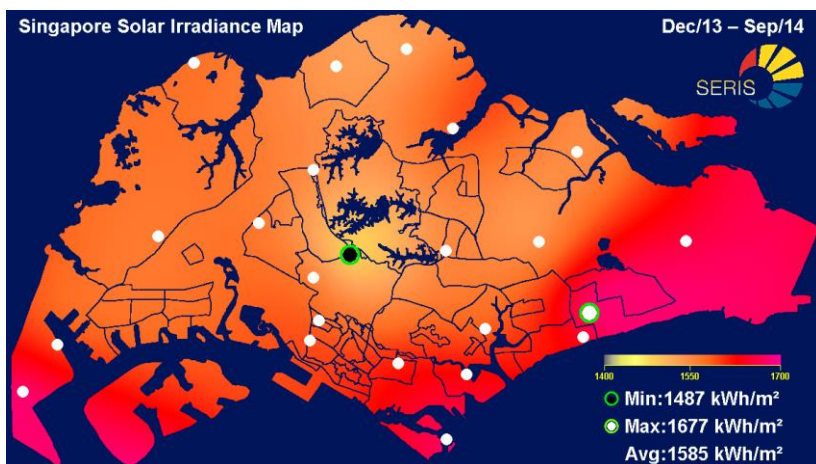 Singapore Solar Irradiance Map
Dec/13 – Sep/14
SERIS
1400 1550 1700
Min:1487 kWh/m²
Max:1677 kWh/m²
Avg:1585 kWh/m²